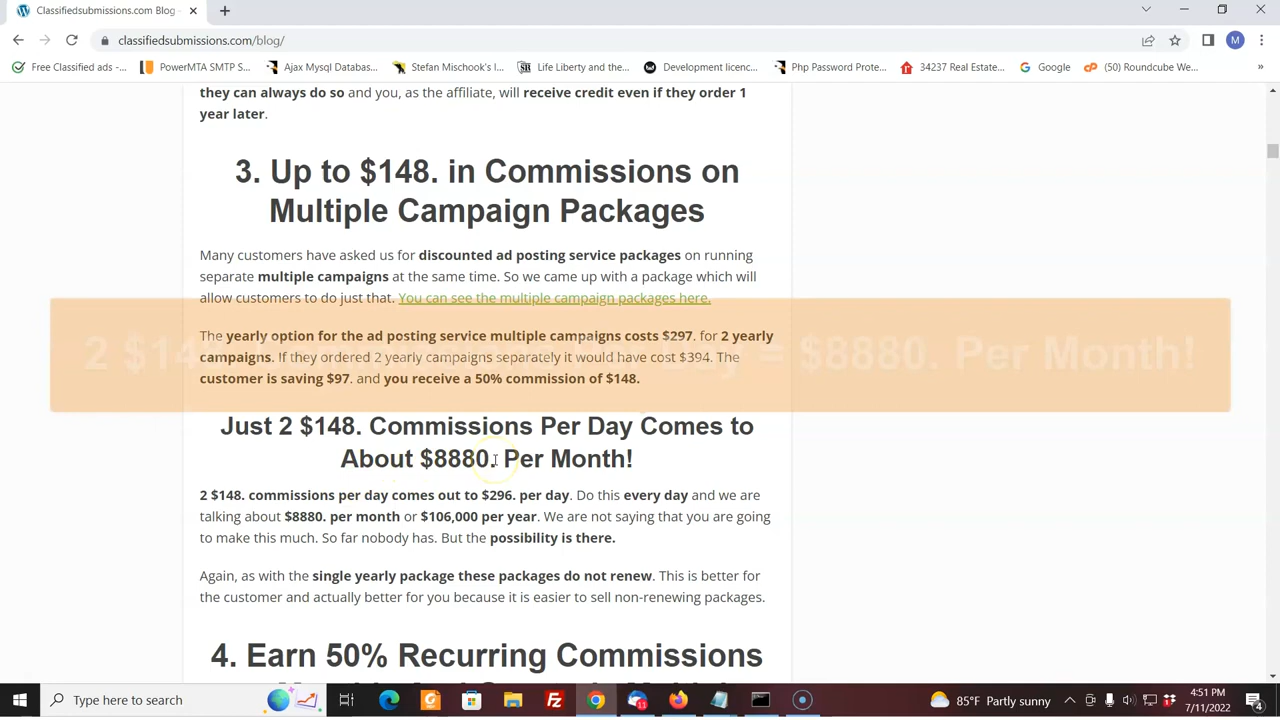 Classifiedsubmissions.com Blog
classifiedsubmissions.com/blog/
Free Classified ads -...
PowerMTA SMTP S...
Ajax Mysql Databas...
Stefan Mischook's I...
Life Liberty and the...
Development licenc...
Php Password Prote...
34237 Real Estate...
Google
(50) Roundcube We...
they can always do so and you, as the affiliate, will receive credit even if they order 1
year later.
3. Up to $148. in Commissions on
Multiple Campaign Packages
Many customers have asked us for discounted ad posting service packages on running
separate multiple campaigns at the same time. So we came up with a package which will
allow customers to do just that. You can see the multiple campaign packages here.
The yearly option for the ad posting service multiple campaigns costs $297. for 2 yearly
campaigns. If they ordered 2 yearly campaigns separately it would have cost $394. The
customer is saving $97. and you receive a 50% commission of $148.
2 $148. = $8880. Per Month!
Just 2 $148. Commissions Per Day Comes to
About $8880. Per Month!
2 $148. commissions per day comes out to $296. per day. Do this every day and we are
talking about $8880. per month or $106,000 per year. We are not saying that you are going
to make this much. So far nobody has. But the possibility is there.
Again, as with the single yearly package these packages do not renew. This is better for
the customer and actually better for you because it is easier to sell non-renewing packages.
4. Earn 50% Recurring Commissions
Type here to search
85°F Partly sunny
4:51 PM
7/11/2022